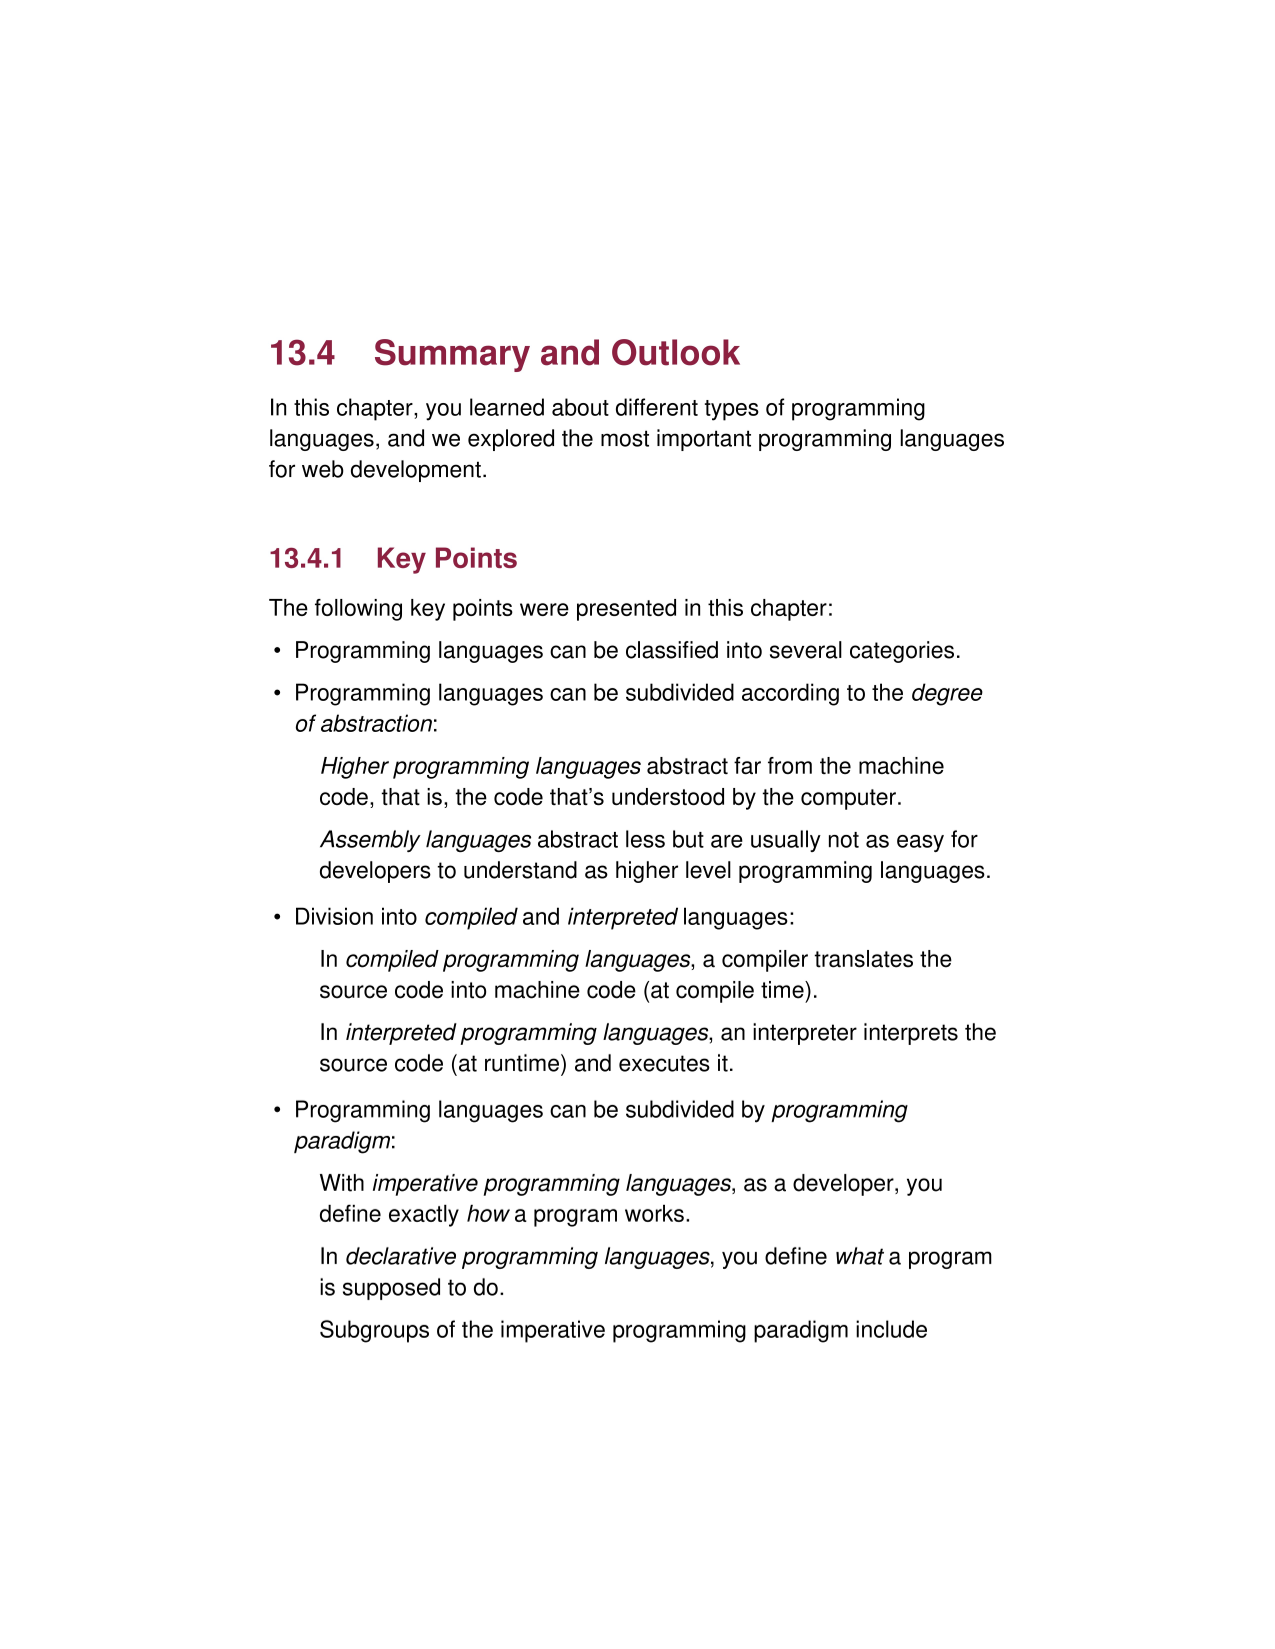 13.4 Summary and Outlook
In this chapter, you learned about different types of programming
languages, and we explored the most important programming languages
for web development.
13.4.1 Key Points
The following key points were presented in this chapter:
• Programming languages can be classified into several categories.
• Programming languages can be subdivided according to the degree
of abstraction:
Higher programming languages abstract far from the machine
code, that is, the code that's understood by the computer.
Assembly languages abstract less but are usually not as easy for
developers to understand as higher level programming languages.
• Division into compiled and interpreted languages:
In compiled programming languages, a compiler translates the
source code into machine code (at compile time).
In interpreted programming languages, an interpreter interprets the
source code (at runtime) and executes it.
• Programming languages can be subdivided by programming
paradigm:
With imperative programming languages, as a developer, you
define exactly how a program works.
In declarative programming languages, you define what a program
is supposed to do.
Subgroups of the imperative programming paradigm include